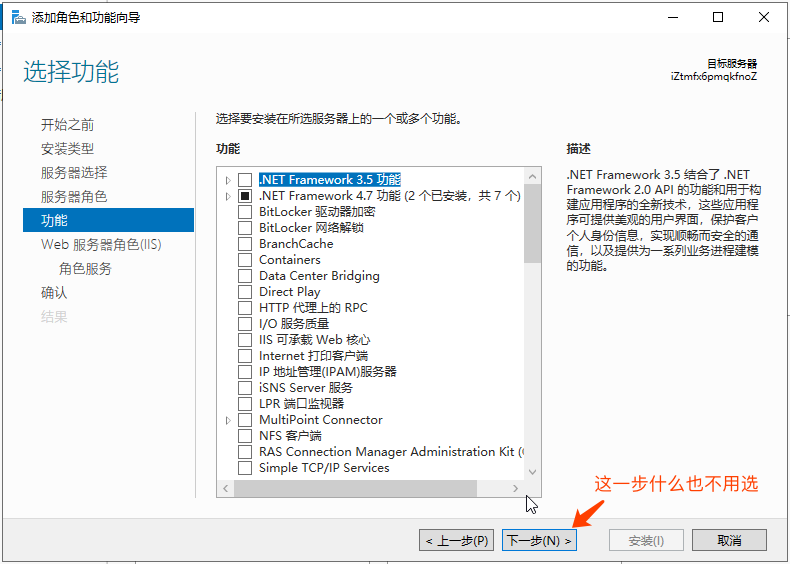 添加角色和功能向导
选择功能
目标服务器
iZtmfx6pmqkfnoZ
开始之前
安装类型
服务器选择
服务器角色
功能
Web 服务器角色(IIS)
角色服务
确认
结果
选择要安装在所选服务器上的一个或多个功能。
功能
.NET Framework 3.5 功能
.NET Framework 4.7 功能 (2 个已安装，共 7 个)
BitLocker 驱动器加密
BitLocker 网络解锁
BranchCache
Containers
Data Center Bridging
Direct Play
HTTP 代理上的 RPC
I/O 服务质量
IIS 可承载 Web 核心
Internet 打印客户端
IP 地址管理(IPAM)服务器
iSNS Server 服务
LPR 端口监视器
MultiPoint Connector
NFS 客户端
RAS Connection Manager Administration Kit (
Simple TCP/IP Services
描述
.NET Framework 3.5 结合了 .NET
Framework 2.0 API 的功能和用于构
建应用程序的全新技术，这些应用程
序可提供美观的用户界面，保护客户
个人身份信息，实现顺畅而安全的通
信，以及提供为一系列业务进程建模
的功能。
这一步什么也不用选
< 上一步(P)
下一步(N) >
安装(I)
取消